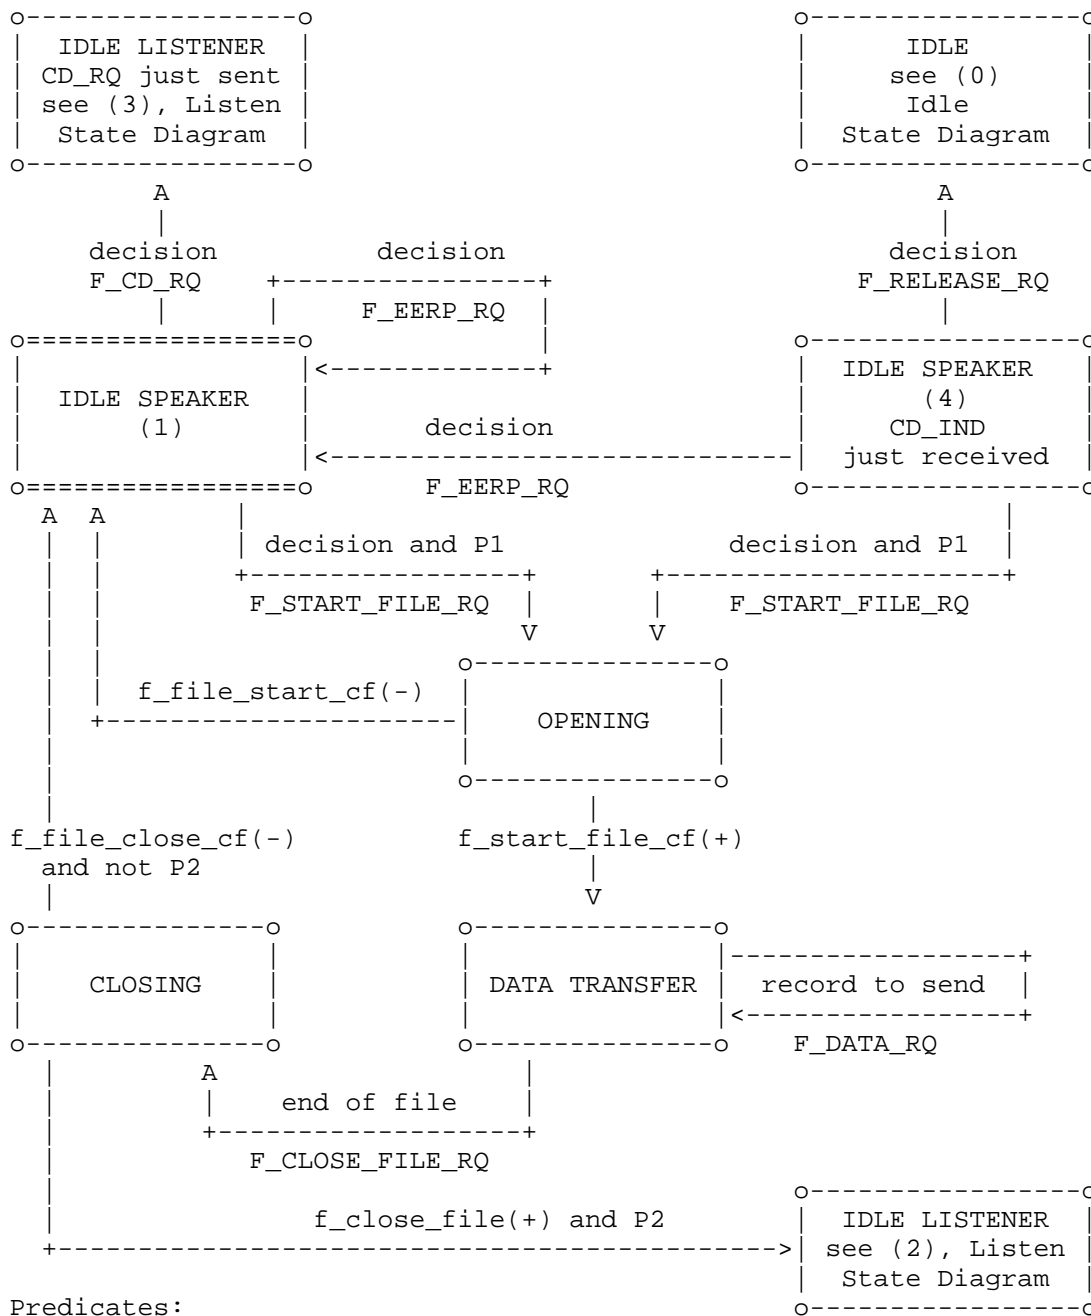 IDLE LISTENER IDLE
CD_RQ just sent see (0)
see (3), Listen Idle
State Diagram State Diagram
A A
decision decision decision
F_CD_RQ F_RELEASE_RQ
F_EERP_RQ
IDLE SPEAKER
IDLE SPEAKER (4)
(1) decision CD_IND
just received
F_EERP_RQ
A A
decision and P1 decision and P1
F_START_FILE_RQ F_START_FILE_RQ
V V
f_file_start_cf(-)
OPENING
f_file_close_cf(-) f_start_file_cf(+)
and not P2
V
CLOSING DATA TRANSFER record to send
F_DATA_RQ
A
end of file
F_CLOSE_FILE_RQ
f_close_file(+) and P2 IDLE LISTENER
see (2), Listen
State Diagram
Predicates: